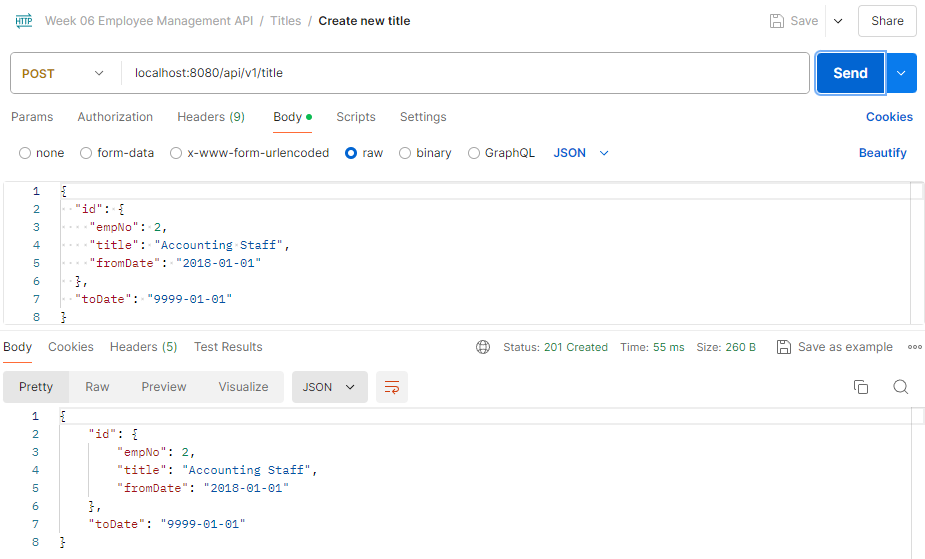 HTTP Week 06 Employee Management API / Titles / Create new title Save Share
POST localhost:8080/api/v1/title Send
Params Authorization Headers (9) Body Scripts Settings Cookies
none form-data x-www-form-urlencoded raw binary GraphQL JSON Beautify
1 {
2 "id": {
3 "empNo": 2,
4 "title": "Accounting Staff",
5 "fromDate": "2018-01-01"
6 },
7 "toDate": "9999-01-01"
8 }
Body Cookies Headers (5) Test Results Status: 201 Created Time: 55 ms Size: 260 B Save as example
Pretty Raw Preview Visualize JSON
1 {
2 "id": {
3 "empNo": 2,
4 "title": "Accounting Staff",
5 "fromDate": "2018-01-01"
6 },
7 "toDate": "9999-01-01"
8 }